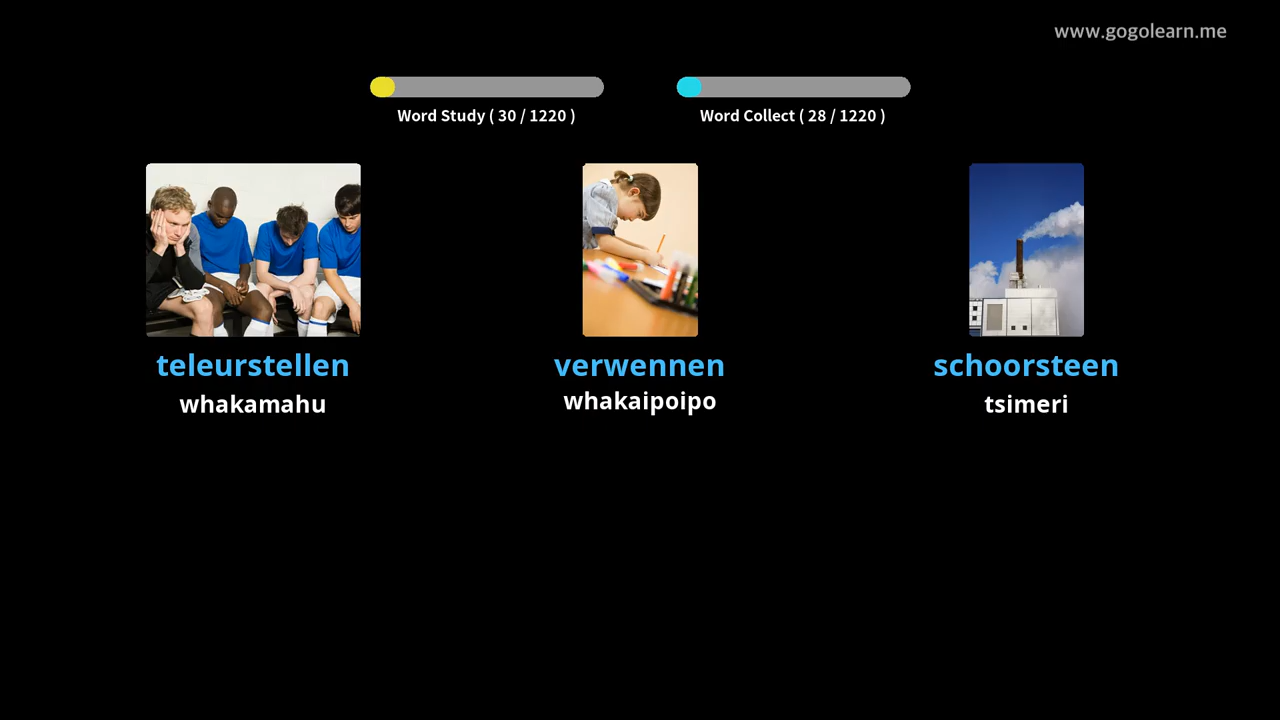 www.gogolearn.me
Word Study ( 30 / 1220 )
Word Collect ( 28 / 1220 )
teleurstellen
whakamahu
verwennen
whakaipoipo
schoorsteen
tsimeri